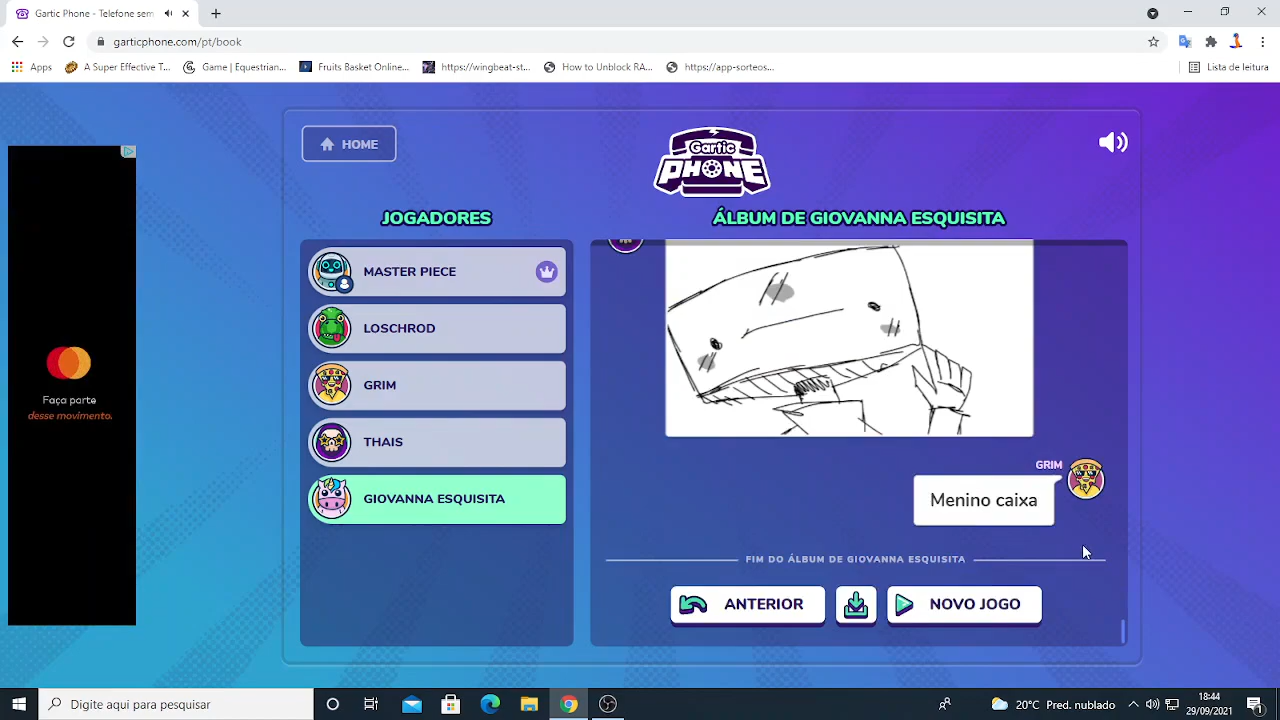 Gartic Phone - Telefone sem
garticphone.com/pt/book
Apps
A Super Effective T...
Game | Equestrian...
Fruits Basket Online...
https://wingbeat-st...
How to Unblock RA...
https://app-sorteos...
Lista de leitura
HOME
Gartic
PHONE
JOGADORES
ÁLBUM DE GIOVANNA ESQUISITA
MASTER PIECE
LOSCHROD
GRIM
THAIS
GIOVANNA ESQUISITA
Faça parte
desse movimento.
GRIM
Menino caixa
FIM DO ÁLBUM DE GIOVANNA ESQUISITA
ANTERIOR
NOVO JOGO
Digite aqui para pesquisar
20°C Pred. nublado
18:44
29/09/2021
1